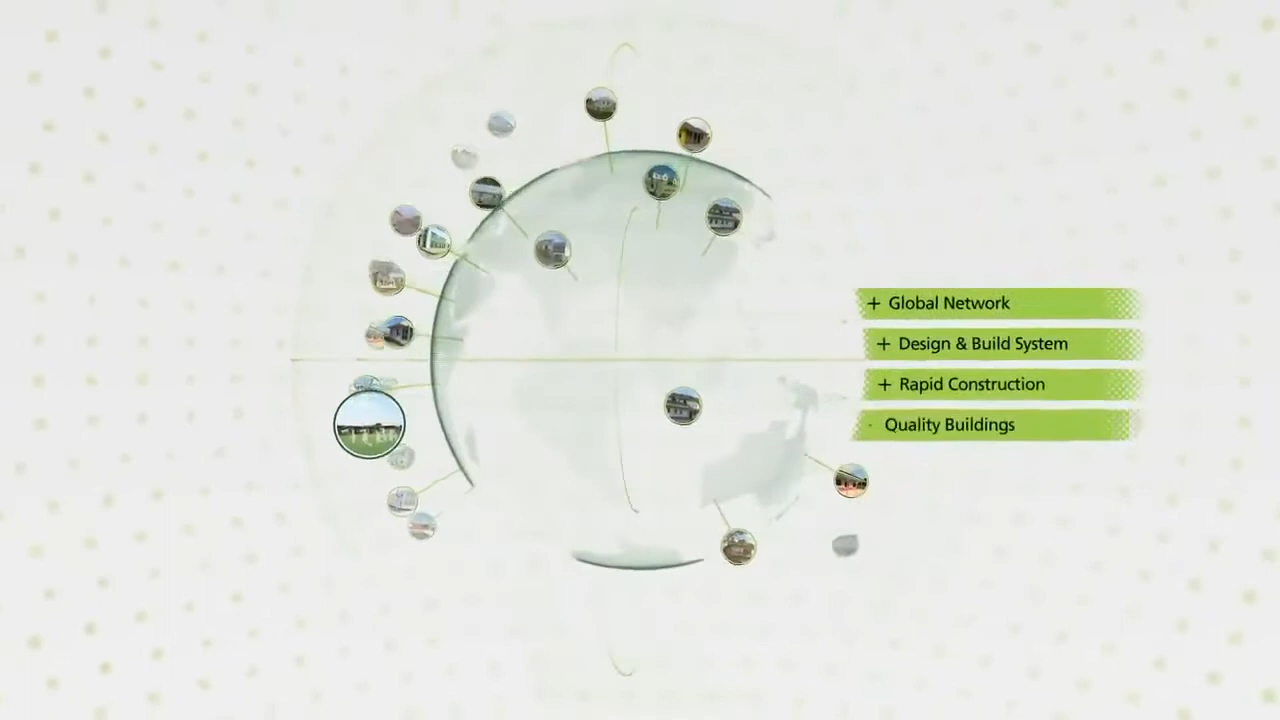 + Global Network
+ Design & Build System
+ Rapid Construction
Quality Buildings